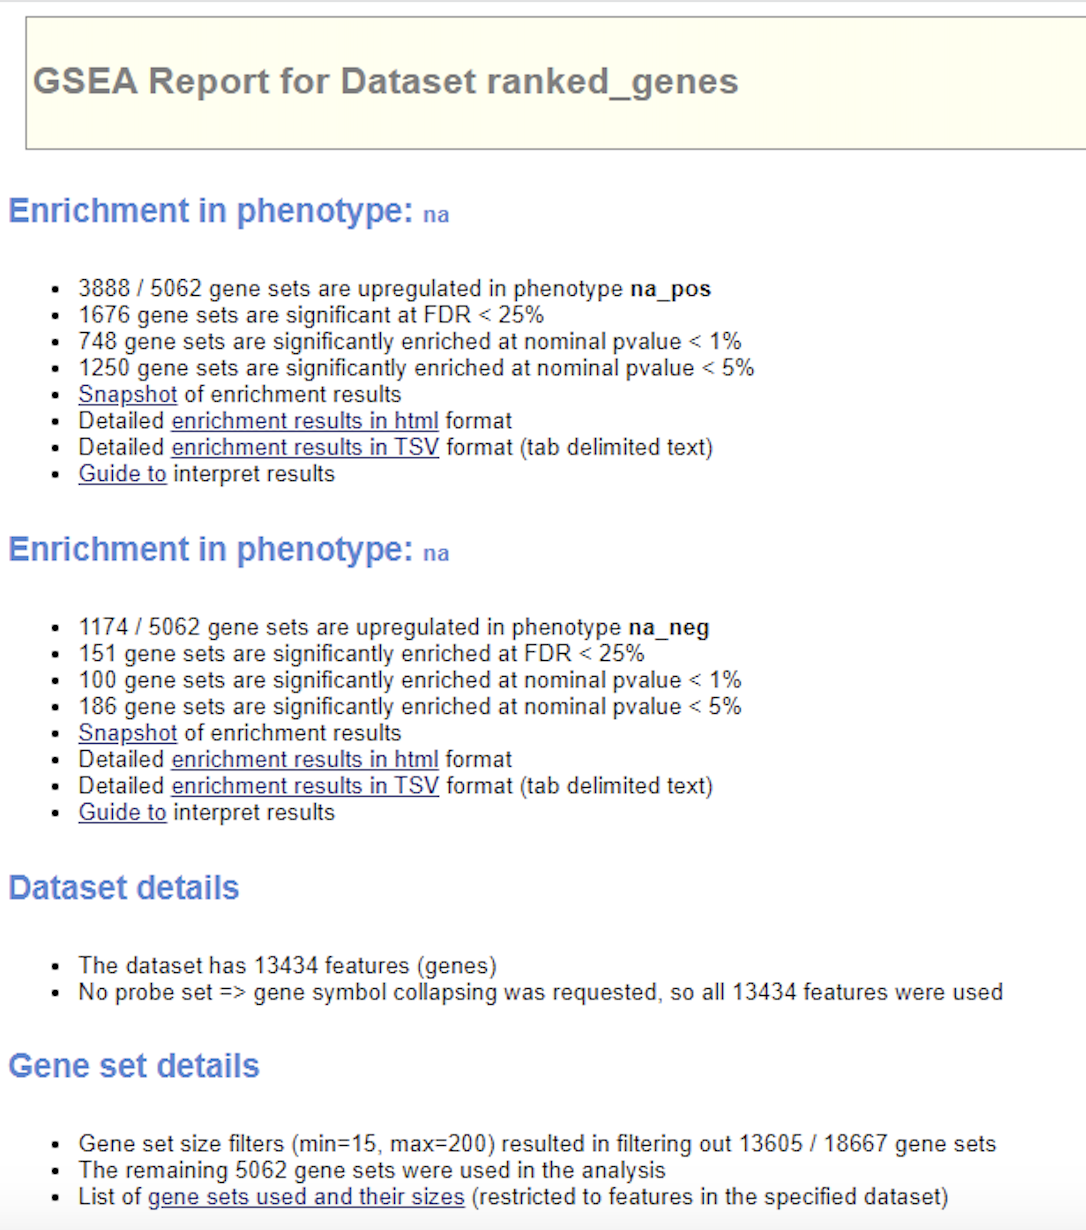 GSEA Report for Dataset ranked_genes
Enrichment in phenotype: na
• 3888 / 5062 gene sets are upregulated in phenotype na_pos
• 1676 gene sets are significant at FDR < 25%
• 748 gene sets are significantly enriched at nominal pvalue < 1%
• 1250 gene sets are significantly enriched at nominal pvalue < 5%
• Snapshot of enrichment results
• Detailed enrichment results in html format
• Detailed enrichment results in TSV format (tab delimited text)
• Guide to interpret results
Enrichment in phenotype: na
• 1174 / 5062 gene sets are upregulated in phenotype na_neg
• 151 gene sets are significantly enriched at FDR < 25%
• 100 gene sets are significantly enriched at nominal pvalue < 1%
• 186 gene sets are significantly enriched at nominal pvalue < 5%
• Snapshot of enrichment results
• Detailed enrichment results in html format
• Detailed enrichment results in TSV format (tab delimited text)
• Guide to interpret results
Dataset details
• The dataset has 13434 features (genes)
• No probe set => gene symbol collapsing was requested, so all 13434 features were used
Gene set details
• Gene set size filters (min=15, max=200) resulted in filtering out 13605 / 18667 gene sets
• The remaining 5062 gene sets were used in the analysis
• List of gene sets used and their sizes (restricted to features in the specified dataset)